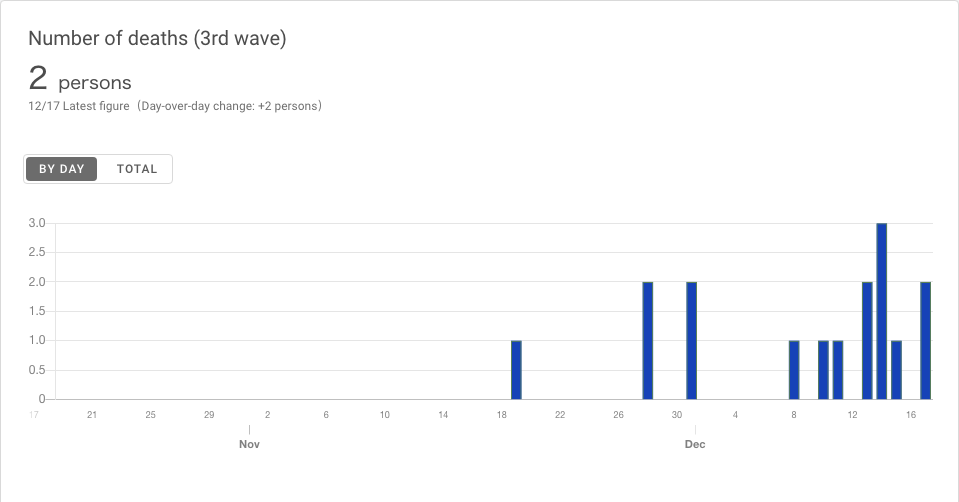 Number of deaths (3rd wave)
2 persons
12/17 Latest figure（Day-over-day change: +2 persons）
BY DAY TOTAL
3.0
2.5
2.0
1.5
1.0
0.5
0
17 21 25 29 2 6 10 14 18 22 26 30 4 8 12 16
Nov Dec